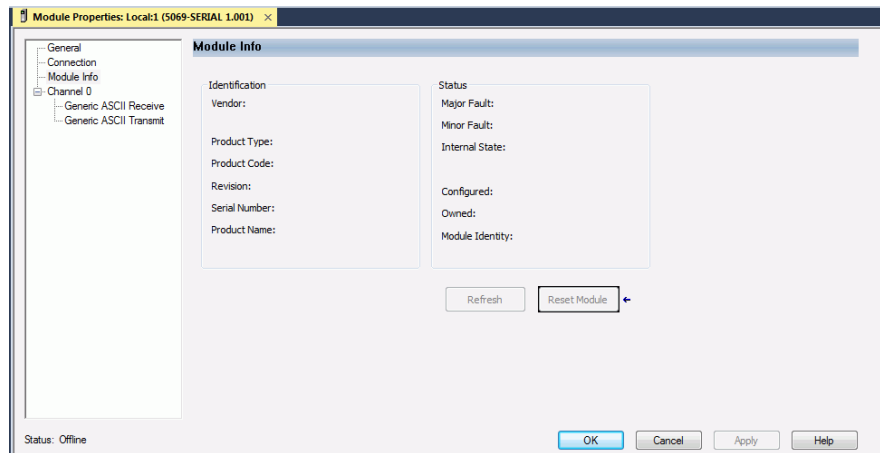 Module Properties: Local:1 (5069-SERIAL 1.001) ×
General
Connection
Module Info
Channel 0
Generic ASCII Receive
Generic ASCII Transmit
Module Info
Identification
Vendor:
Product Type:
Product Code:
Revision:
Serial Number:
Product Name:
Status
Major Fault:
Minor Fault:
Internal State:
Configured:
Owned:
Module Identity:
Refresh
Reset Module
Status: Offline
OK
Cancel
Apply
Help